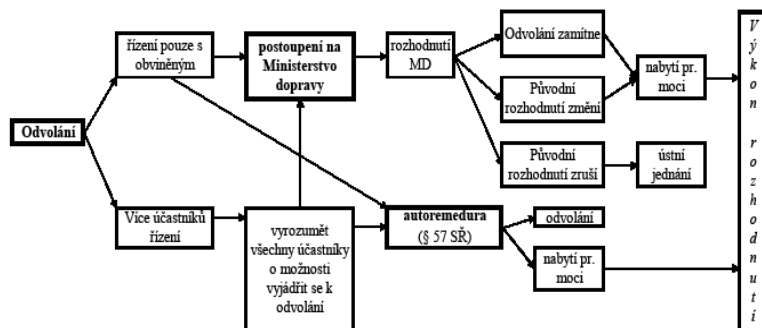 Odvolání
řízení pouze s
obviněným
Více účastníků
řízení
postoupení na
Ministerstvo
dopravy
vyrozumět
všechny účastníky
o možnosti
vyjádřit se k
odvolání
rozhodnutí
MD
autoremedura
(§ 57 SŘ)
Odvolání zamítne
Původní
rozhodnutí změní
Původní
rozhodnutí zruší
odvolání
nabytí pr.
moci
nabytí pr.
moci
ústní
jednání
Výkon rozhodnutí